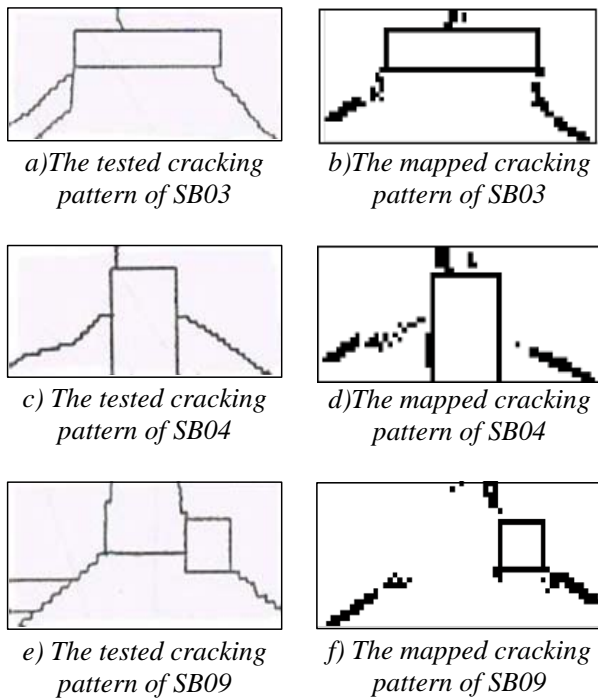 a)The tested cracking
pattern of SB03
b)The mapped cracking
pattern of SB03
c) The tested cracking
pattern of SB04
d)The mapped cracking
pattern of SB04
e) The tested cracking
pattern of SB09
f) The mapped cracking
pattern of SB09